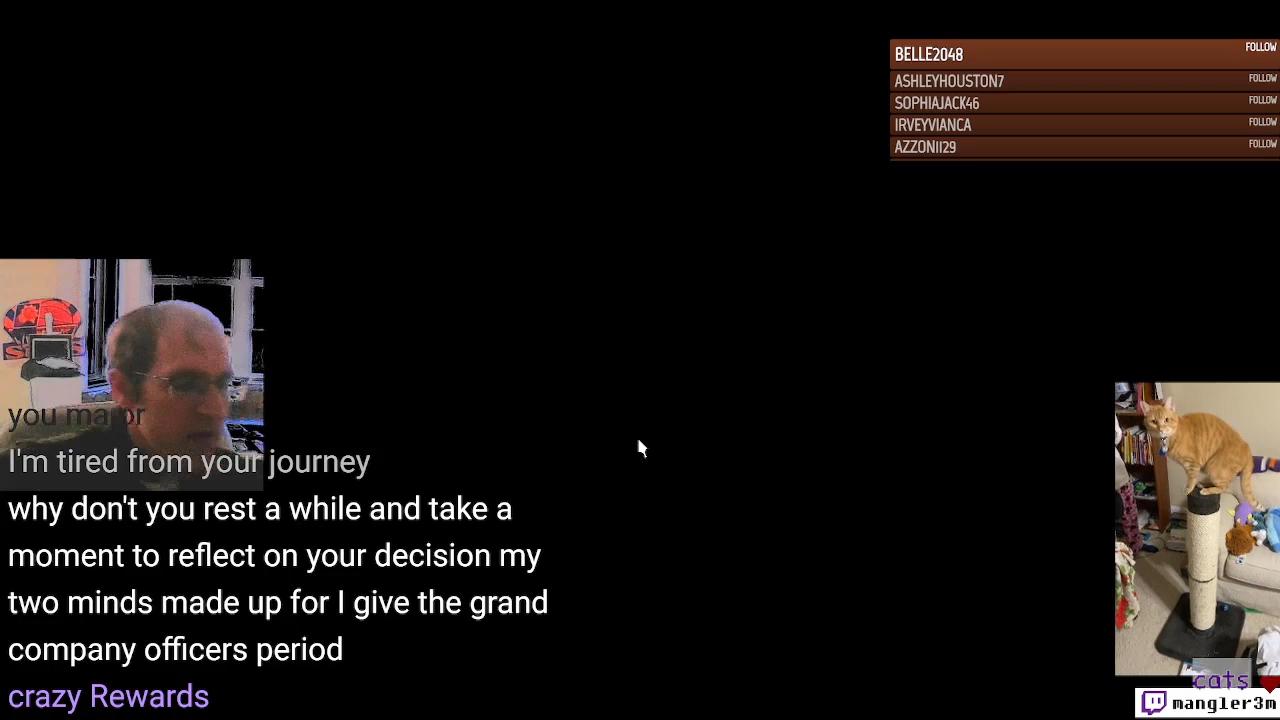 BELLE2048 FOLLOW
ASHLEYHOUSTON7 FOLLOW
SOPHIAJACK46 FOLLOW
IRVEYVIANCA FOLLOW
AZZONII29 FOLLOW
you major
I'm tired from your journey
why don't you rest a while and take a
moment to reflect on your decision my
two minds made up for I give the grand
company officers period
crazy Rewards
cats
mangler3m